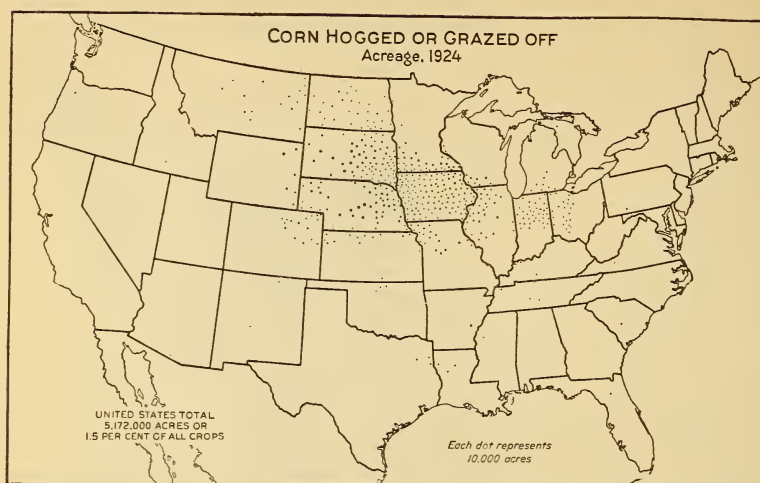 CORN HOGGED OR GRAZED OFF
Acreage, 1924
UNITED STATES TOTAL
5,172,000 ACRES OR
1.5 PER CENT OF ALL CROPS
Each dot represents
10,000 acres